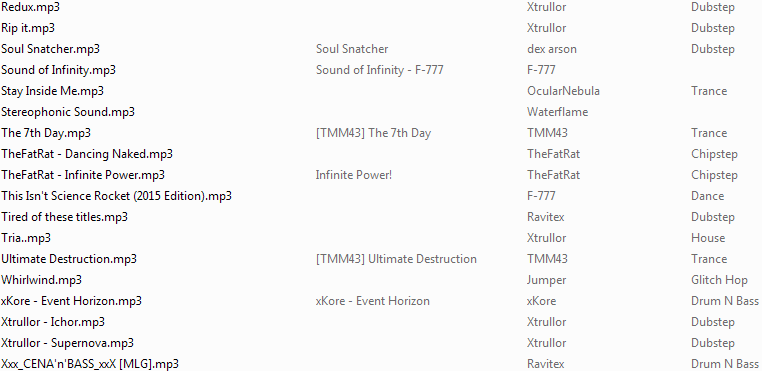 Redux.mp3 Xtrullor Dubstep
Rip it.mp3 Xtrullor Dubstep
Soul Snatcher.mp3 Soul Snatcher dex arson Dubstep
Sound of Infinity.mp3 Sound of Infinity - F-777 F-777
Stay Inside Me.mp3 OcularNebula Trance
Stereophonic Sound.mp3 Waterflame
The 7th Day.mp3 [TMM43] The 7th Day TMM43 Trance
TheFatRat - Dancing Naked.mp3 TheFatRat Chipstep
TheFatRat - Infinite Power.mp3 Infinite Power! TheFatRat Chipstep
This Isn't Science Rocket (2015 Edition).mp3 F-777 Dance
Tired of these titles.mp3 Ravitex Dubstep
Tria..mp3 Xtrullor House
Ultimate Destruction.mp3 [TMM43] Ultimate Destruction TMM43 Trance
Whirlwind.mp3 Jumper Glitch Hop
xKore - Event Horizon.mp3 xKore - Event Horizon xKore Drum N Bass
Xtrullor - Ichor.mp3 Xtrullor Dubstep
Xtrullor - Supernova.mp3 Xtrullor Dubstep
Xxx_CENA'n'BASS_xxX [MLG].mp3 Ravitex Drum N Bass